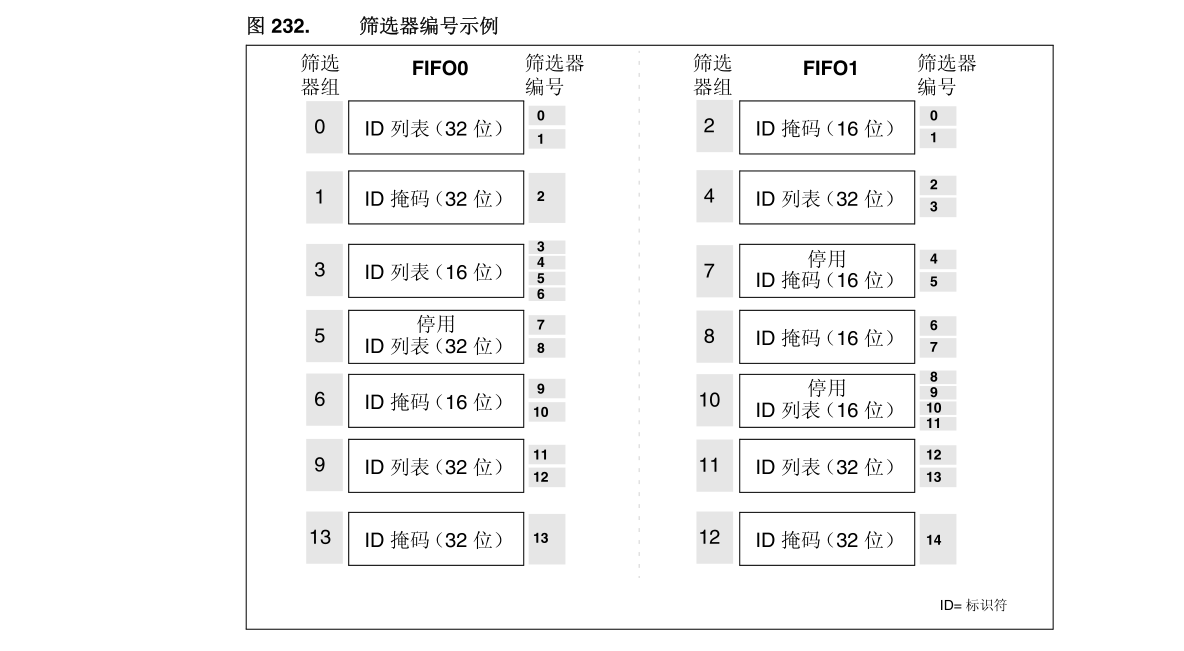 图 232. 筛选器编号示例
筛选 器组 FIFO0 筛选器 编号
0 ID 列表（32 位） 0 1
1 ID 掩码（32 位） 2
3 ID 列表（16 位） 3 4 5 6
5 停用 ID 列表（32 位） 7 8
6 ID 掩码（16 位） 9 10
9 ID 列表（32 位） 11 12
13 ID 掩码（32 位） 13
筛选 器组 FIFO1 筛选器 编号
2 ID 掩码（16 位） 0 1
4 ID 列表（32 位） 2 3
7 停用 ID 掩码（16 位） 4 5
8 ID 掩码（16 位） 6 7
10 停用 ID 列表（16 位） 8 9 10 11
11 ID 列表（32 位） 12 13
12 ID 掩码（32 位） 14
ID= 标识符